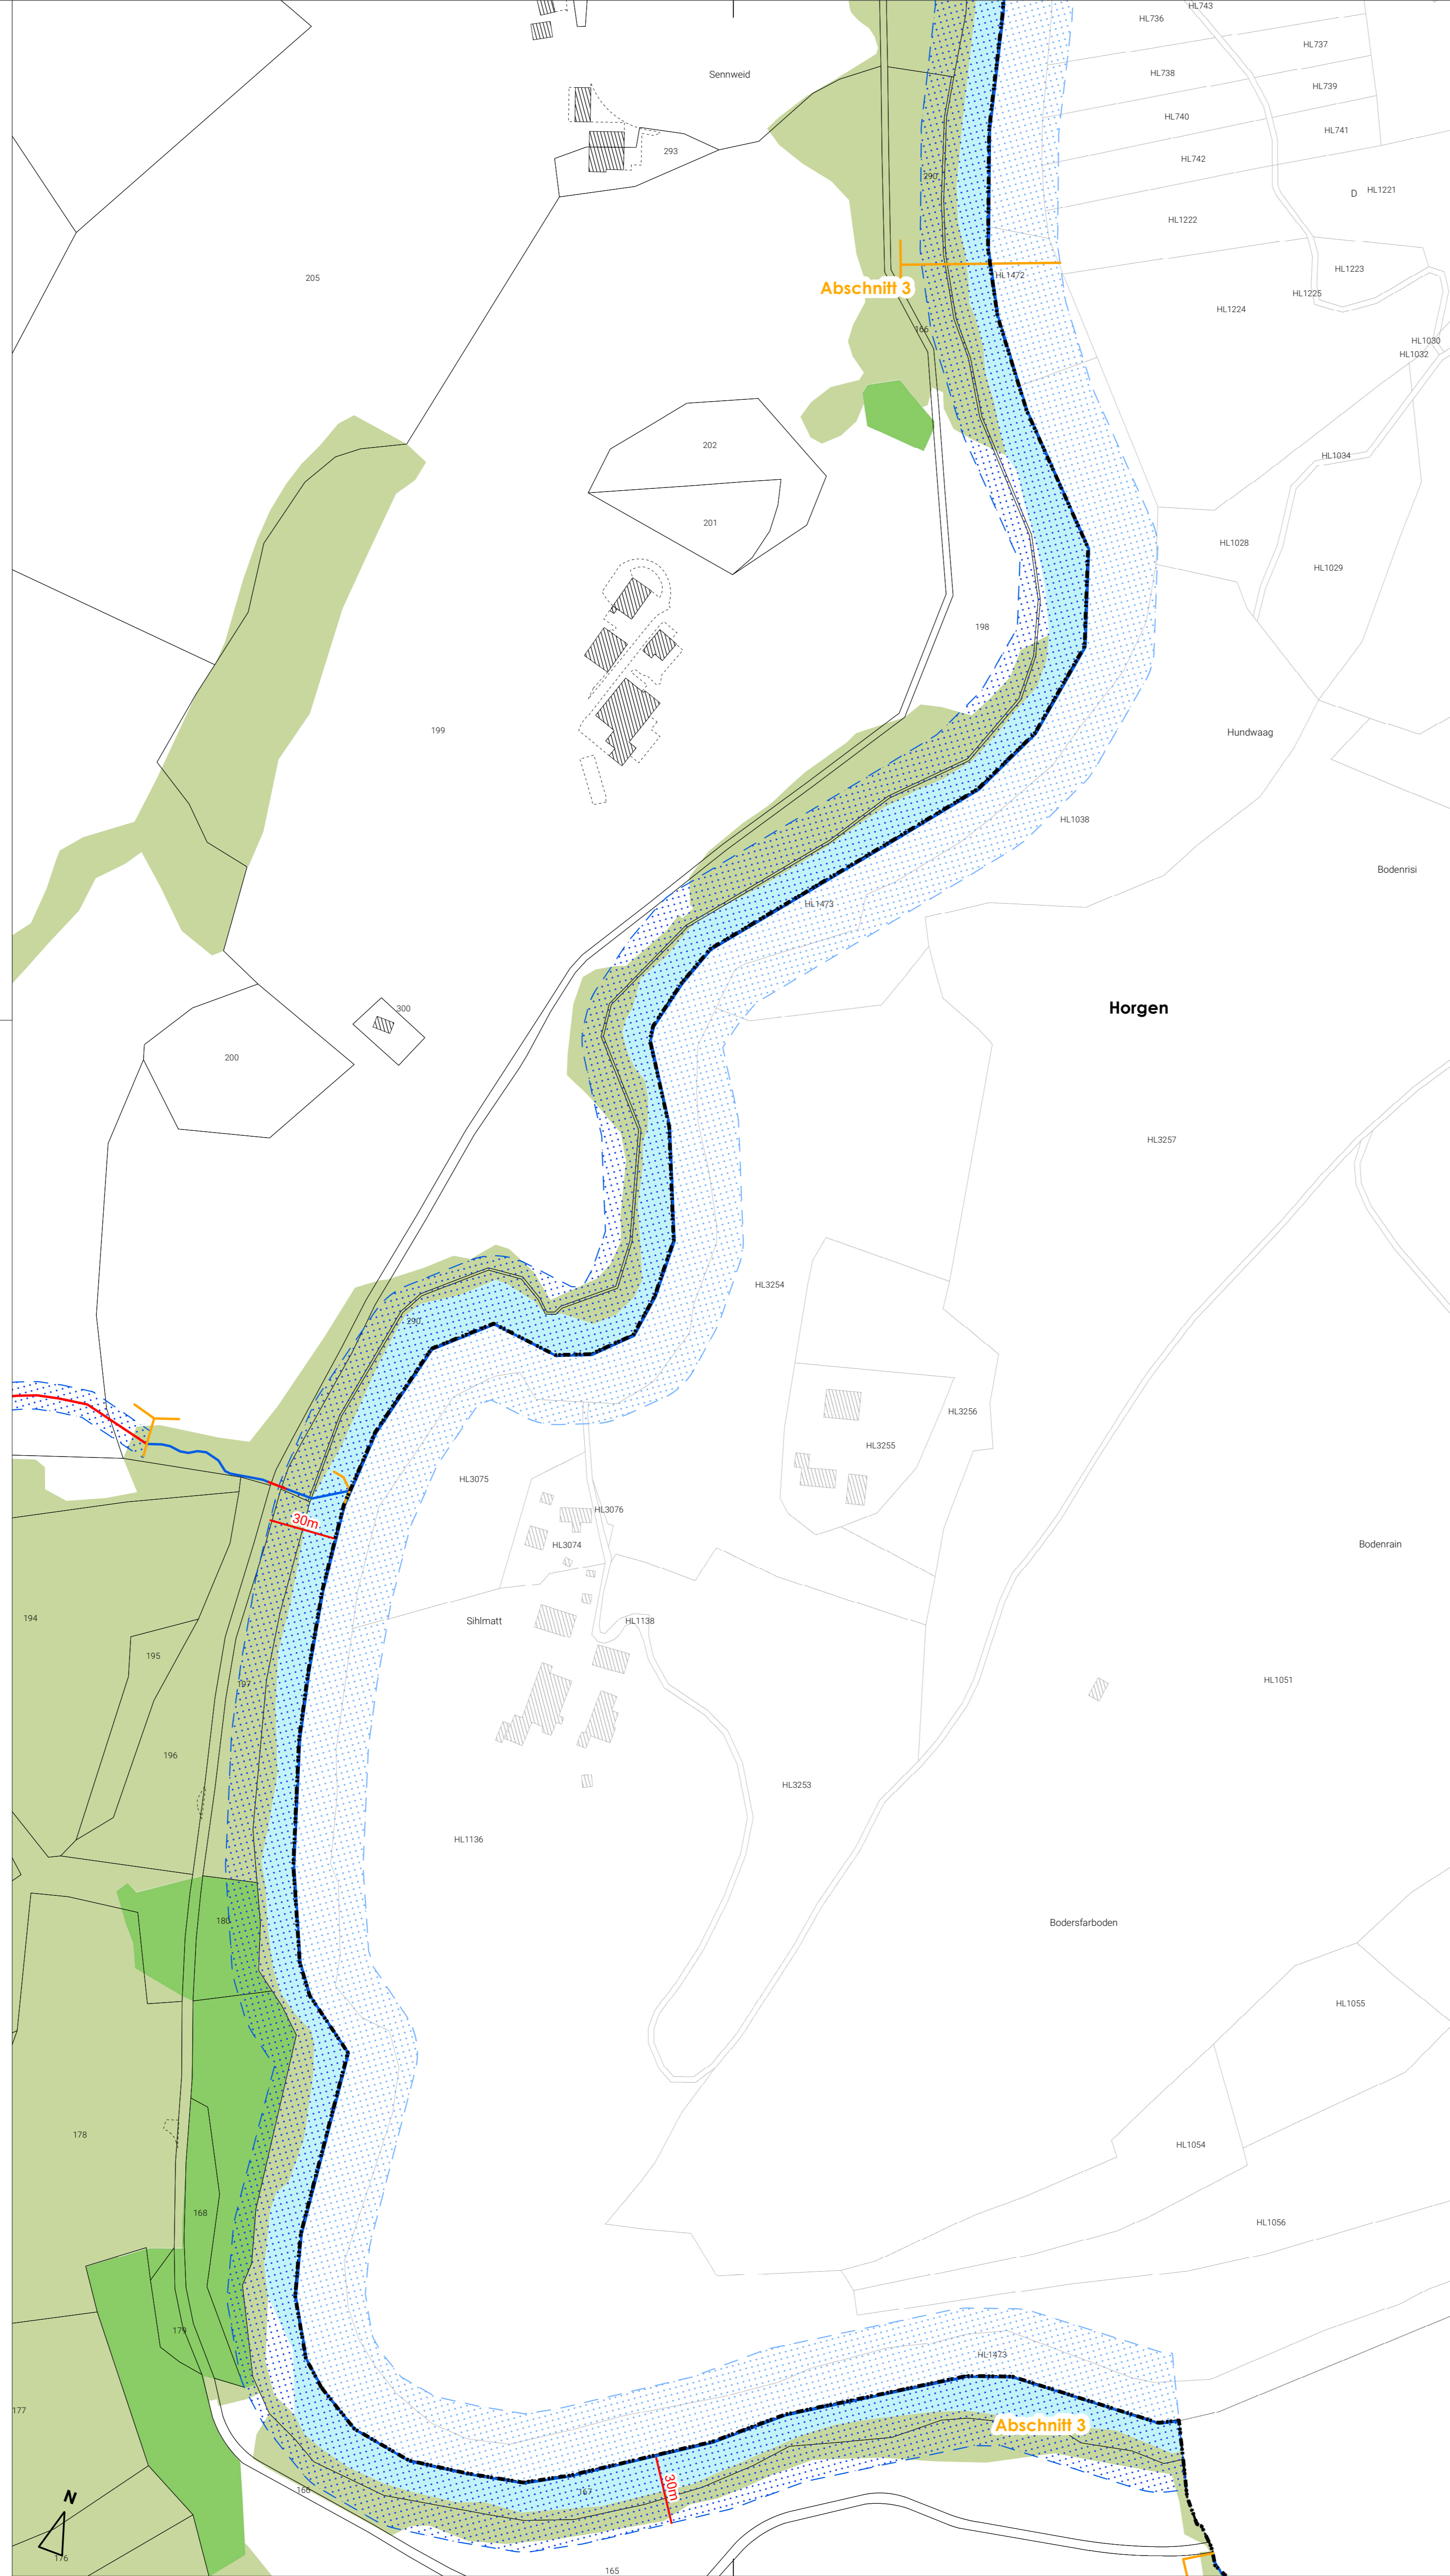 HL743
HL736
HL737
Sennweid
HL738
HL739
HL740
HL741
293
HL742
290
D
HL1221
HL1222
205
HL1472
HL1223
Abschnitt 3
HL1225
HL1224
166
HL1030
HL1032
202
HL1034
201
HL1028
HL1029
198
199
Hundwaag
HL1038
Bodenrisi
HL1473
300
Horgen
200
HL3257
HL3254
290
HL3256
HL3255
HL3075
HL3076
30m
HL3074
Bodenrain
194
Sihlmatt
HL1138
195
HL1051
197
196
HL3253
HL1136
180
Bodersfarboden
HL1055
178
HL1054
168
HL1056
179
HL1473
177
Abschnitt 3
30m
166
167
N
176
165